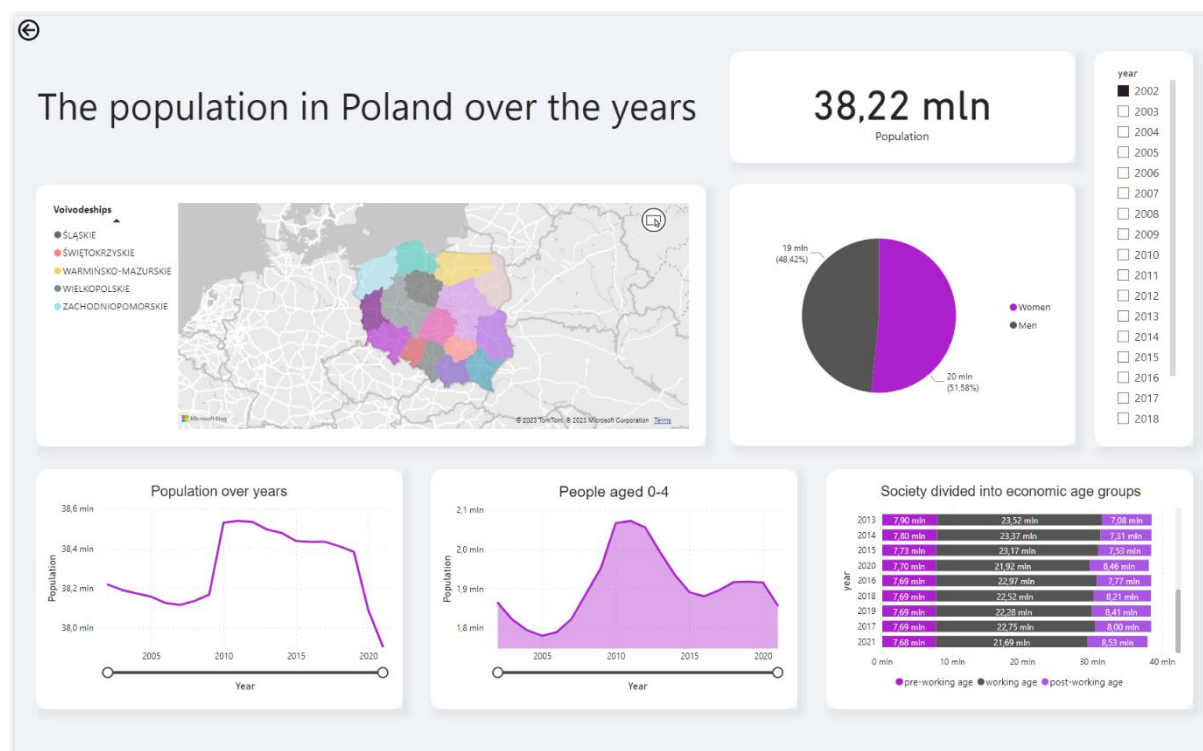 The population in Poland over the years
38,22 mln
Population
year
2002
2003
2004
2005
2006
2007
2008
2009
2010
2011
2012
2013
2014
2015
2016
2017
2018
Voivodeships
ŚLĄSKIE
ŚWIĘTOKRZYSKIE
WARMIŃSKO-MAZURSKIE
WIELKOPOLSKIE
ZACHODNIOPOMORSKIE
Microsoft Bing
© 2023 TomTom, © 2023 Microsoft Corporation Terms
19 mln
(48,42%)
Women
Men
20 mln
(51,58%)
Population over years
38,6 mln
38,4 mln
38,2 mln
38,0 mln
Population
2005 2010 2015 2020
Year
People aged 0-4
2,1 mln
2,0 mln
1,9 mln
1,8 mln
Population
2005 2010 2015 2020
Year
Society divided into economic age groups
year
2013 7,90 mln 23,52 mln 7,08 mln
2014 7,80 mln 23,37 mln 7,31 mln
2015 7,73 mln 23,17 mln 7,53 mln
2020 7,70 mln 21,92 mln 8,46 mln
2016 7,69 mln 22,97 mln 7,77 mln
2018 7,69 mln 22,52 mln 8,21 mln
2019 7,69 mln 22,28 mln 8,41 mln
2017 7,69 mln 22,75 mln 8,00 mln
2021 7,68 mln 21,69 mln 8,53 mln
0 mln 10 mln 20 mln 30 mln 40 mln
pre-working age working age post-working age